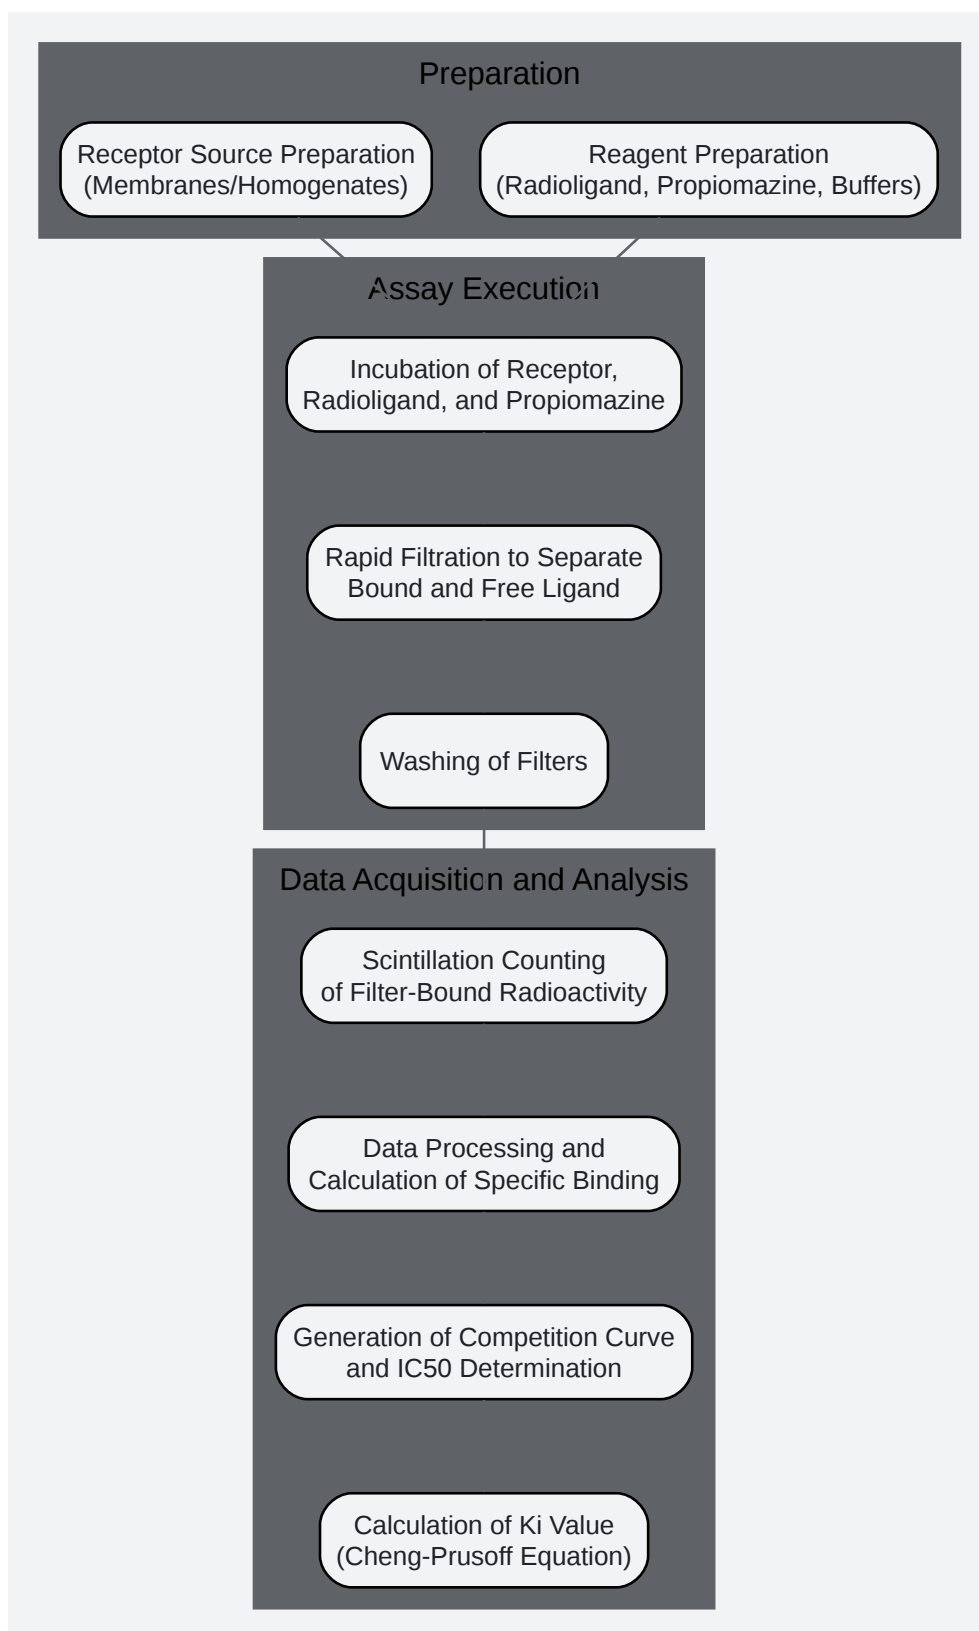 Preparation
Receptor Source Preparation
(Membranes/Homogenates)
Reagent Preparation
(Radioligand, Propiomazine, Buffers)
Assay Execution
Incubation of Receptor,
Radioligand, and Propiomazine
Rapid Filtration to Separate
Bound and Free Ligand
Washing of Filters
Data Acquisition and Analysis
Scintillation Counting
of Filter-Bound Radioactivity
Data Processing and
Calculation of Specific Binding
Generation of Competition Curve
and IC50 Determination
Calculation of Ki Value
(Cheng-Prusoff Equation)